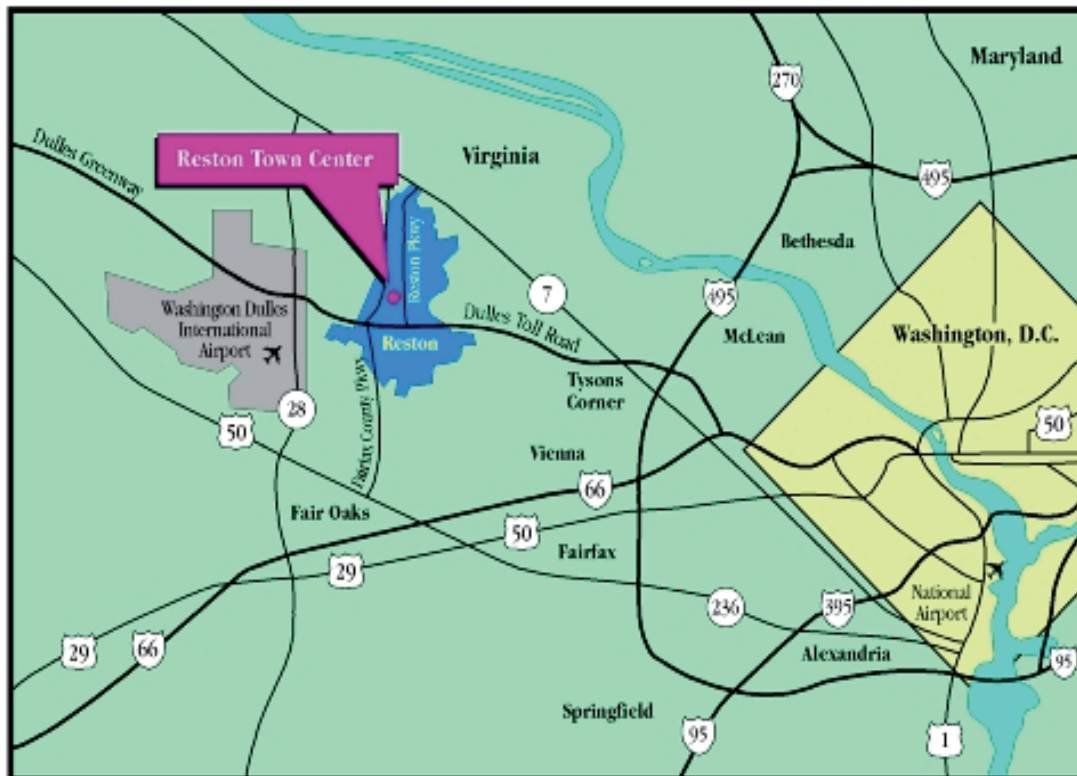 Maryland
270
Dulles Greenway
Reston Town Center
Virginia
495
Reston Pkwy
Bethesda
7
495
Washington Dulles
International
Airport
Dulles Toll Road
McLean
Washington, D.C.
Reston
Tysons
Corner
28
50
50
Fairfax County Pkwy
Vienna
66
Fair Oaks
50
Fairfax
29
National
Airport
236
395
29
66
Alexandria
95
Springfield
95
1